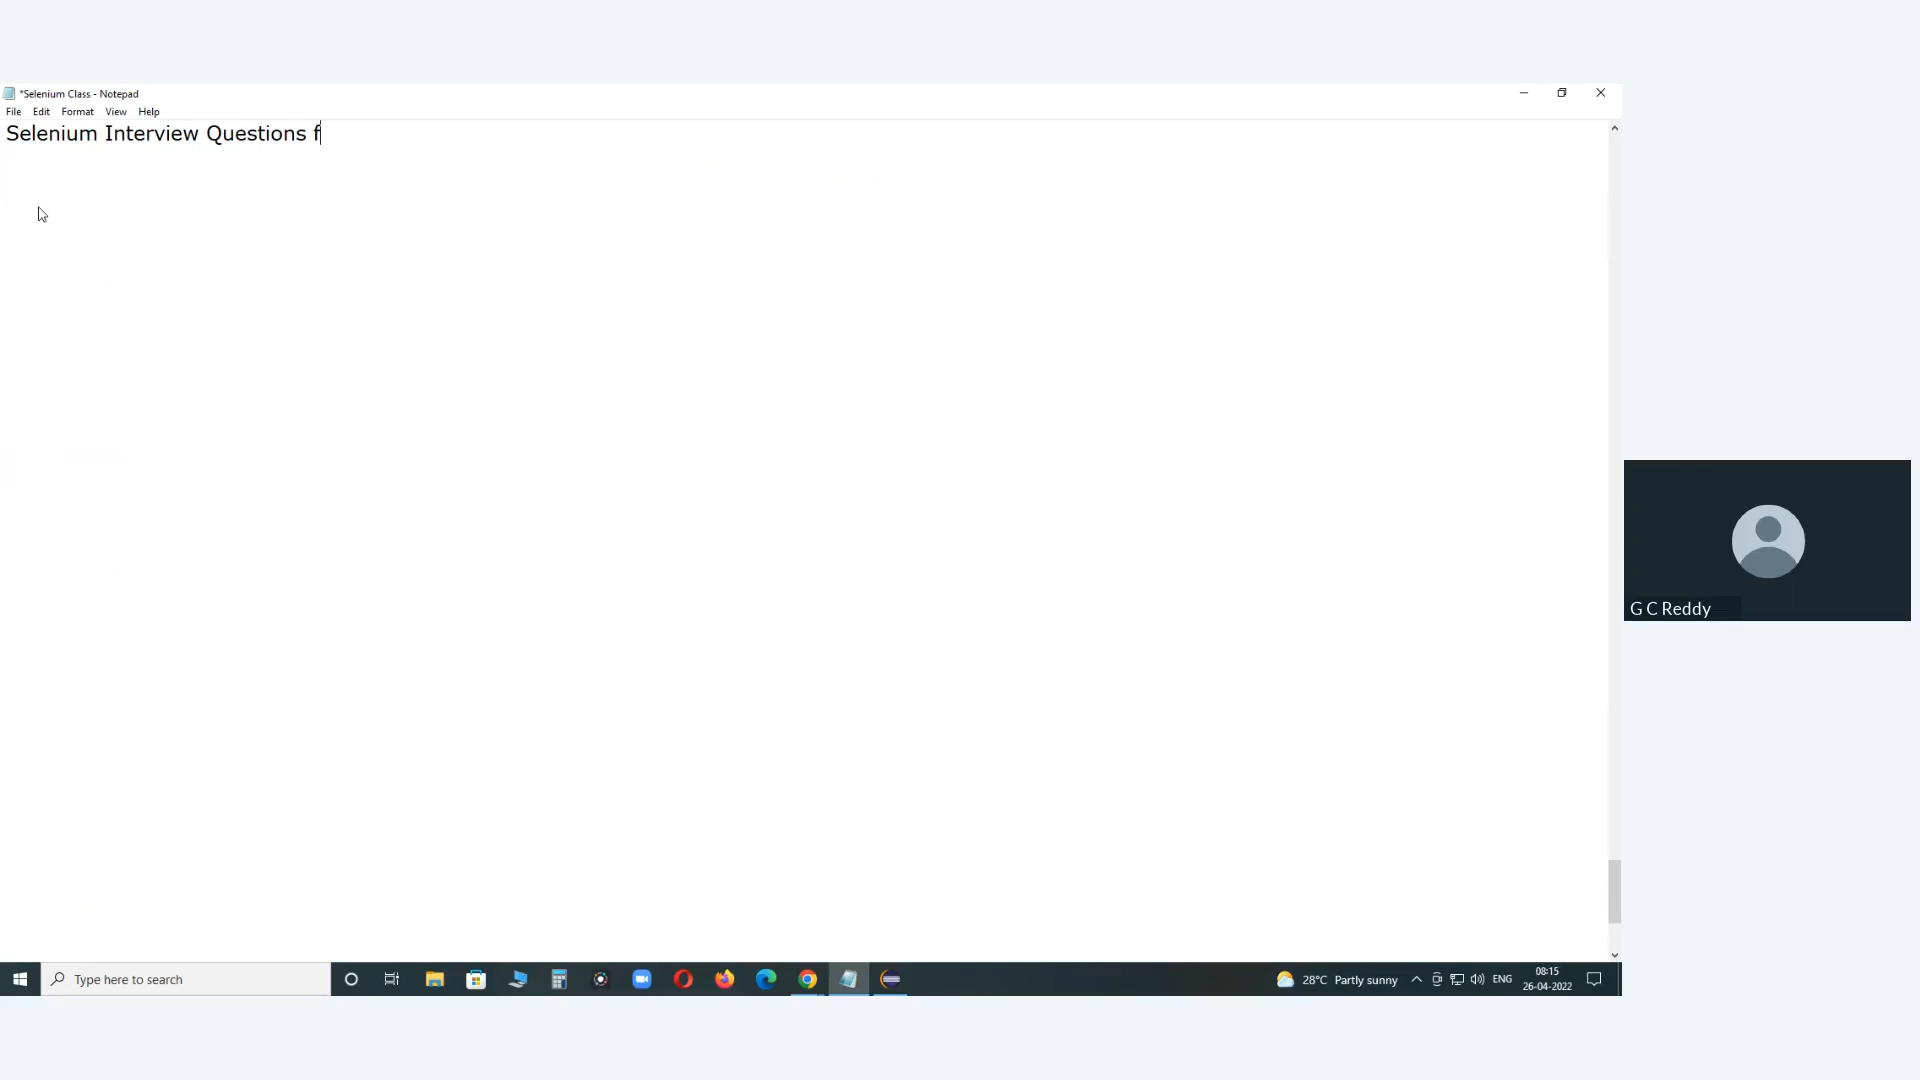 *Selenium Class - Notepad
File Edit Format View Help
Selenium Interview Questions f
G C Reddy
Type here to search
28°C Partly sunny
ENG
08:15
26-04-2022